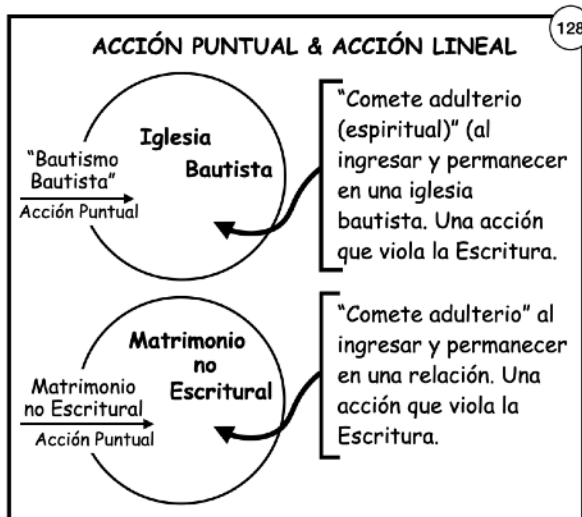 128
ACCIÓN PUNTUAL & ACCIÓN LINEAL
"Bautismo
Bautista"
Acción Puntual
Iglesia
Bautista
"Comete adulterio
(espiritual)" (al
ingresar y permanecer
en una iglesia
bautista. Una acción
que viola la Escritura.
Matrimonio
no Escritural
Acción Puntual
Matrimonio
no
Escritural
"Comete adulterio" al
ingresar y permanecer
en una relación. Una
acción que viola la
Escritura.